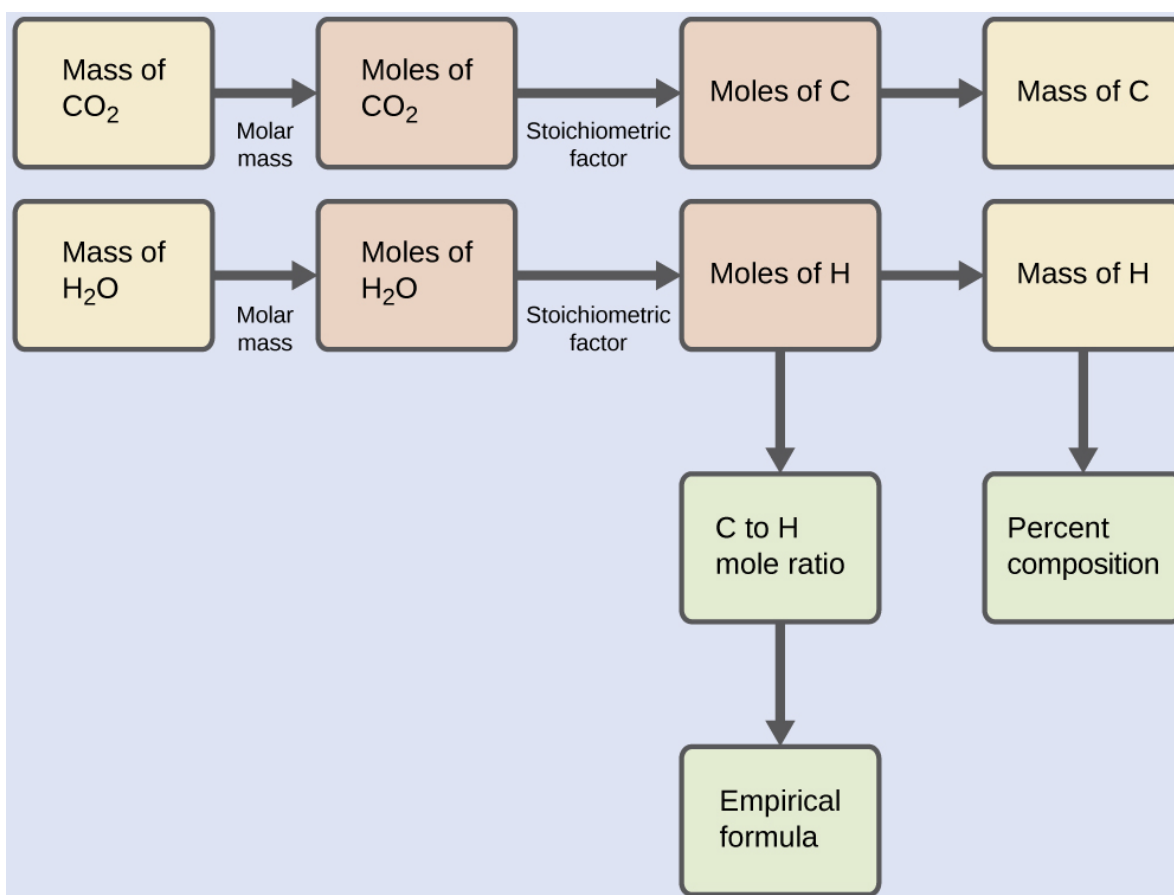 Mass of
CO₂
Molar
mass
Moles of
CO₂
Stoichiometric
factor
Moles of C
Mass of C
Mass of
H₂O
Molar
mass
Moles of
H₂O
Stoichiometric
factor
Moles of H
Mass of H
C to H
mole ratio
Percent
composition
Empirical
formula